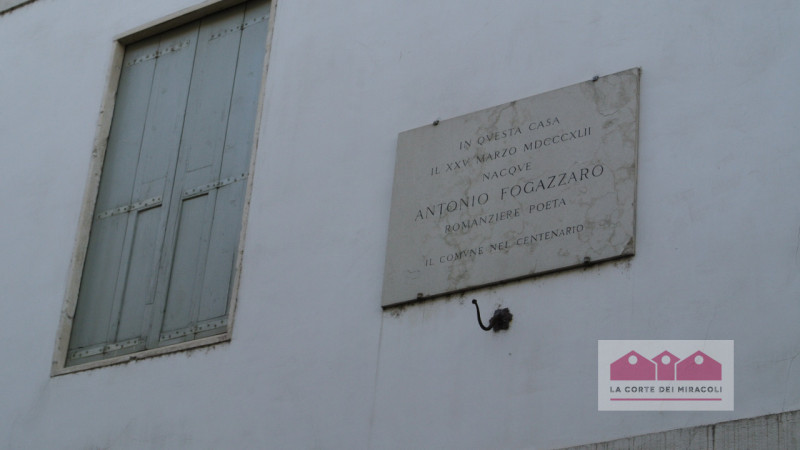 IN QVESTA CASA
IL XXV MARZO MDCCCXLII
NACQVE
ANTONIO FOGAZZARO
ROMANZIERE POETA
IL COMVNE NEL CENTENARIO
LA CORTE DEI MIRACOLI